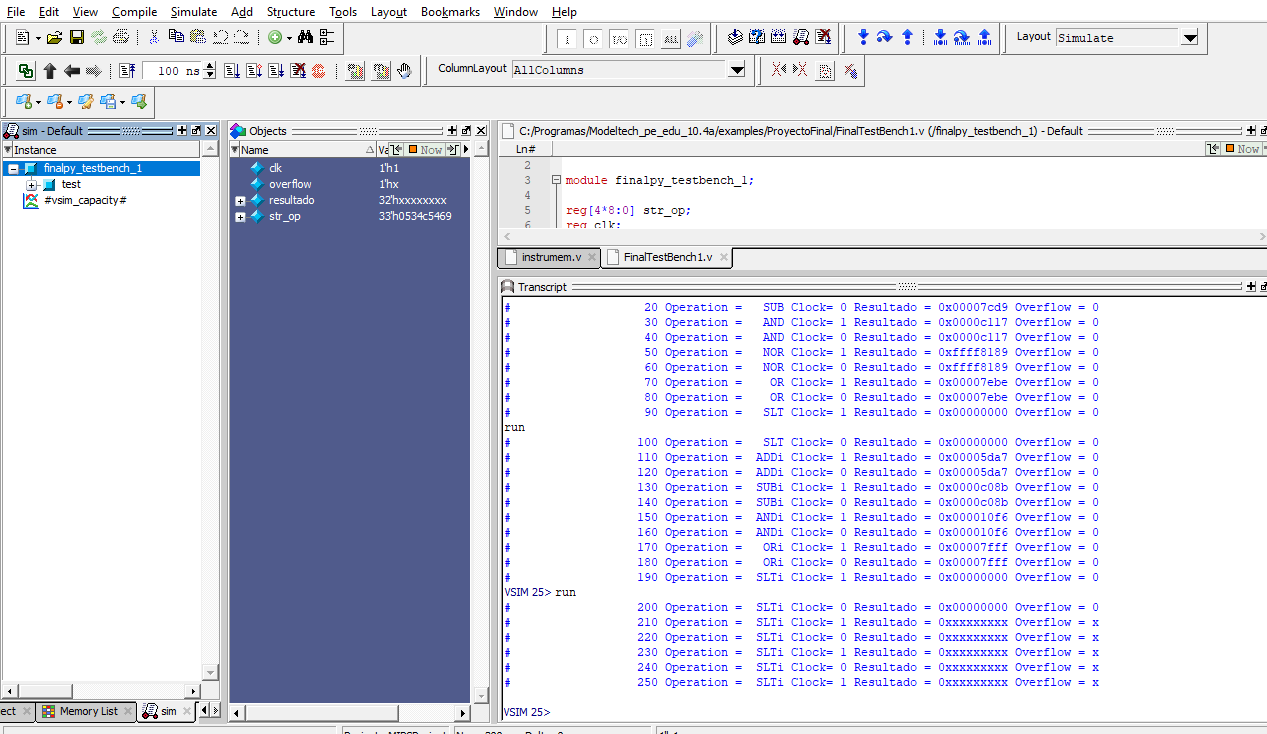 File Edit View Compile Simulate Add Structure Tools Layout Bookmarks Window Help
Layout Simulate
100 ns ColumnLayout AllColumns
sim - Default
Instance
finalpy_testbench_1
test
#vsim_capacity#
Memory List
sim
Objects
Name
Now
clk 1'h1
overflow 1'hx
resultado 32'hxxxxxxxx
str_op 33'h0534c5469
C:/Programas/Modeltech_pe_edu_10.4a/examples/ProyectoFinal/FinalTestBench1.v (/finalpy_testbench_1) - Default
Ln# Now
2
3 module finalpy_testbench_1;
4
5 reg[4*8:0] str_op;
6 reg clk;
instrumem.v FinalTestBench1.v
Transcript
# 20 Operation = SUB Clock= 0 Resultado = 0x00007cd9 Overflow = 0
# 30 Operation = AND Clock= 1 Resultado = 0x0000c117 Overflow = 0
# 40 Operation = AND Clock= 0 Resultado = 0x0000c117 Overflow = 0
# 50 Operation = NOR Clock= 1 Resultado = 0xffff8189 Overflow = 0
# 60 Operation = NOR Clock= 0 Resultado = 0xffff8189 Overflow = 0
# 70 Operation = OR Clock= 1 Resultado = 0x00007ebe Overflow = 0
# 80 Operation = OR Clock= 0 Resultado = 0x00007ebe Overflow = 0
# 90 Operation = SLT Clock= 1 Resultado = 0x00000000 Overflow = 0
run
# 100 Operation = SLT Clock= 0 Resultado = 0x00000000 Overflow = 0
# 110 Operation = ADDi Clock= 1 Resultado = 0x00005da7 Overflow = 0
# 120 Operation = ADDi Clock= 0 Resultado = 0x00005da7 Overflow = 0
# 130 Operation = SUBi Clock= 1 Resultado = 0x0000c08b Overflow = 0
# 140 Operation = SUBi Clock= 0 Resultado = 0x0000c08b Overflow = 0
# 150 Operation = ANDi Clock= 1 Resultado = 0x000010f6 Overflow = 0
# 160 Operation = ANDi Clock= 0 Resultado = 0x000010f6 Overflow = 0
# 170 Operation = ORi Clock= 1 Resultado = 0x00007fff Overflow = 0
# 180 Operation = ORi Clock= 0 Resultado = 0x00007fff Overflow = 0
# 190 Operation = SLTi Clock= 1 Resultado = 0x00000000 Overflow = 0
VSIM 25> run
# 200 Operation = SLTi Clock= 0 Resultado = 0x00000000 Overflow = 0
# 210 Operation = SLTi Clock= 1 Resultado = 0xxxxxxxxx Overflow = x
# 220 Operation = SLTi Clock= 0 Resultado = 0xxxxxxxxx Overflow = x
# 230 Operation = SLTi Clock= 1 Resultado = 0xxxxxxxxx Overflow = x
# 240 Operation = SLTi Clock= 0 Resultado = 0xxxxxxxxx Overflow = x
# 250 Operation = SLTi Clock= 1 Resultado = 0xxxxxxxxx Overflow = x
VSIM 25>